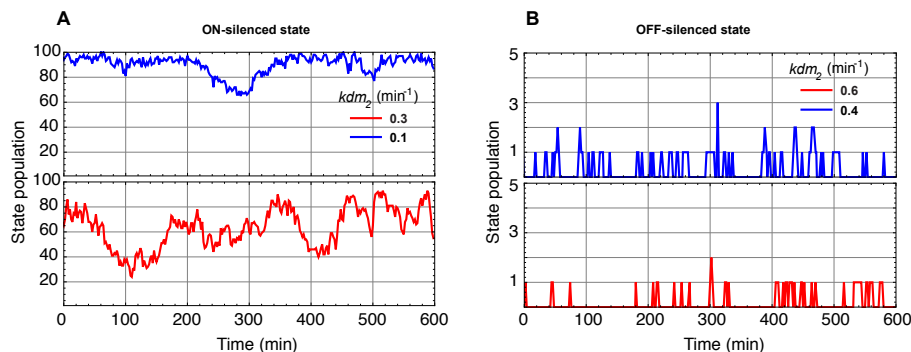 A
ON-silenced state
100
80
60
40
20
kdm2 (min-1)
0.3
0.1
100
80
60
40
20
0 100 200 300 400 500 600
Time (min)
State population
B
OFF-silenced state
5
3
1
kdm2 (min-1)
0.6
0.4
5
3
1
0 100 200 300 400 500 600
Time (min)
State population